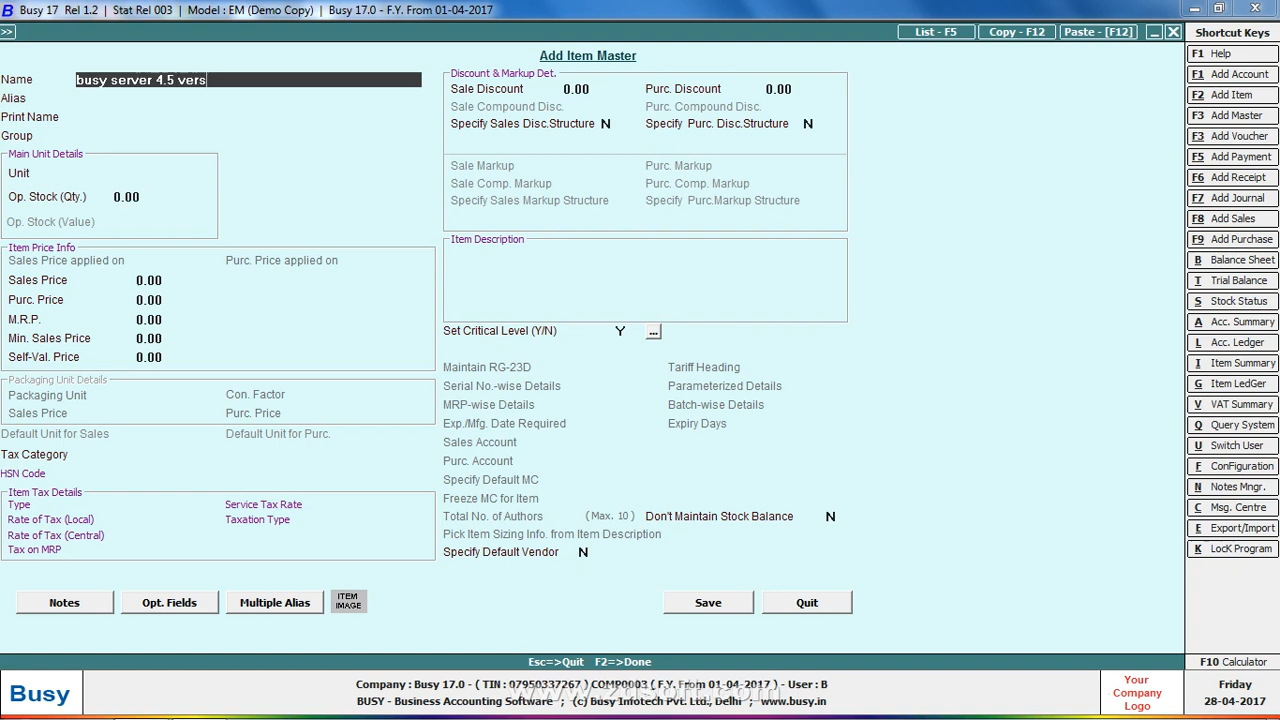 Busy 17 Rel 1.2 | Stat Rel 003 | Model : EM (Demo Copy) | Busy 17.0 - F.Y. From 01-04-2017
>>
List - F5
Copy - F12
Paste - [F12]
Shortcut Keys
Add Item Master
Name busy server 4.5 vers
Alias
Print Name
Group
Main Unit Details
Unit
Op. Stock (Qty.) 0.00
Op. Stock (Value)
Item Price Info
Sales Price applied on Purc. Price applied on
Sales Price 0.00
Purc. Price 0.00
M.R.P. 0.00
Min. Sales Price 0.00
Self-Val. Price 0.00
Packaging Unit Details
Packaging Unit Con. Factor
Sales Price Purc. Price
Default Unit for Sales Default Unit for Purc.
Tax Category
HSN Code
Item Tax Details
Type Service Tax Rate
Rate of Tax (Local) Taxation Type
Rate of Tax (Central)
Tax on MRP
Discount & Markup Det.
Sale Discount 0.00 Purc. Discount 0.00
Sale Compound Disc. Purc. Compound Disc.
Specify Sales Disc.Structure N Specify Purc. Disc.Structure N
Sale Markup Purc. Markup
Sale Comp. Markup Purc. Comp. Markup
Specify Sales Markup Structure Specify Purc.Markup Structure
Item Description
Set Critical Level (Y/N) Y ...
Maintain RG-23D Tariff Heading
Serial No.-wise Details Parameterized Details
MRP-wise Details Batch-wise Details
Exp./Mfg. Date Required Expiry Days
Sales Account
Purc. Account
Specify Default MC
Freeze MC for Item
Total No. of Authors (Max. 10) Don't Maintain Stock Balance N
Pick Item Sizing Info. from Item Description
Specify Default Vendor N
Notes
Opt. Fields
Multiple Alias
ITEM
IMAGE
Save
Quit
Esc=>Quit F2=>Done
F1 Help
F1 Add Account
F2 Add Item
F3 Add Master
F3 Add Voucher
F5 Add Payment
F6 Add Receipt
F7 Add Journal
F8 Add Sales
F9 Add Purchase
B Balance Sheet
T Trial Balance
S Stock Status
A Acc. Summary
L Acc. Ledger
I Item Summary
G Item LedGer
V VAT Summary
Q Query System
U Switch User
F ConFiguration
N Notes Mngr.
C Msg. Centre
E Export/Import
K LocK Program
F10 Calculator
Busy
Company : Busy 17.0 - ( TIN : 07950337267 ) COMP0003 ( F.Y. From 01-04-2017 ) - User : B
BUSY - Business Accounting Software ; (c) Busy Infotech Pvt. Ltd., Delhi ; www.busy.in
www.zdsoft.com
Your
Company
Logo
Friday
28-04-2017